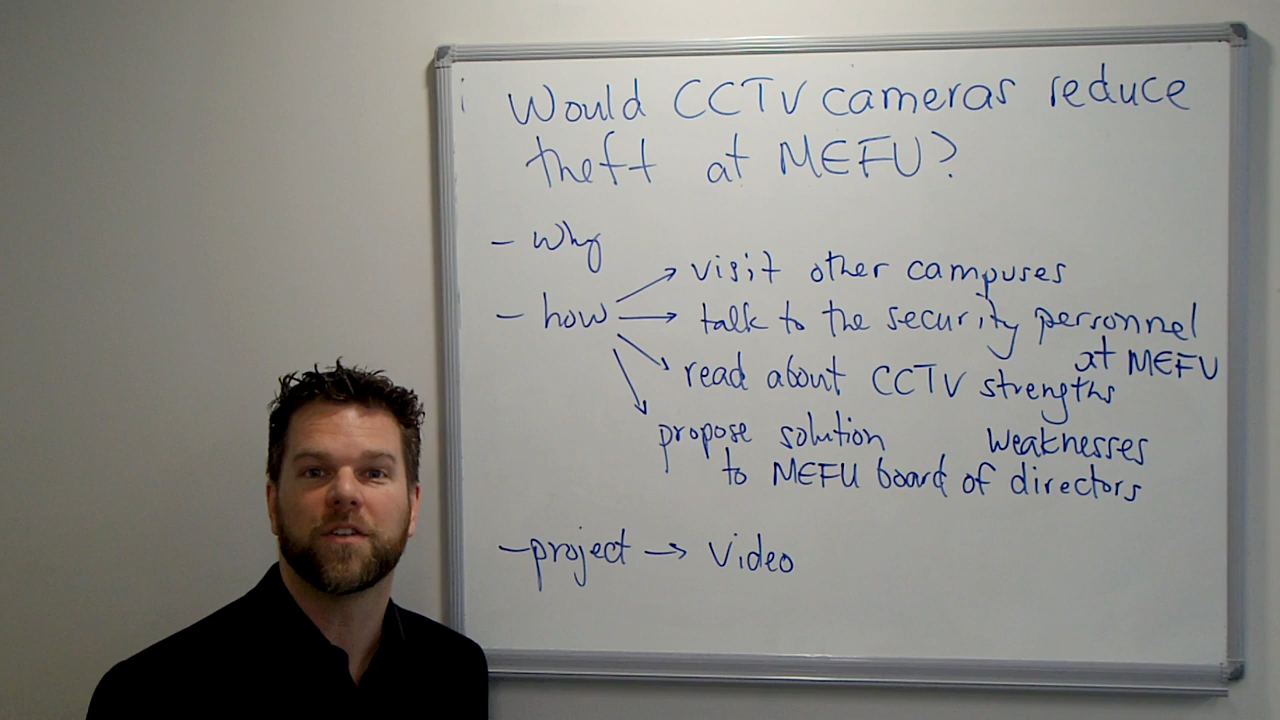 Would CCTV cameras reduce
theft at MEFU?
- Why
- how → visit other campuses
→ talk to the security personnel
at MEFU
→ read about CCTV strengths
weaknesses
→ propose solution
to MEFU board of directors
- project → Video